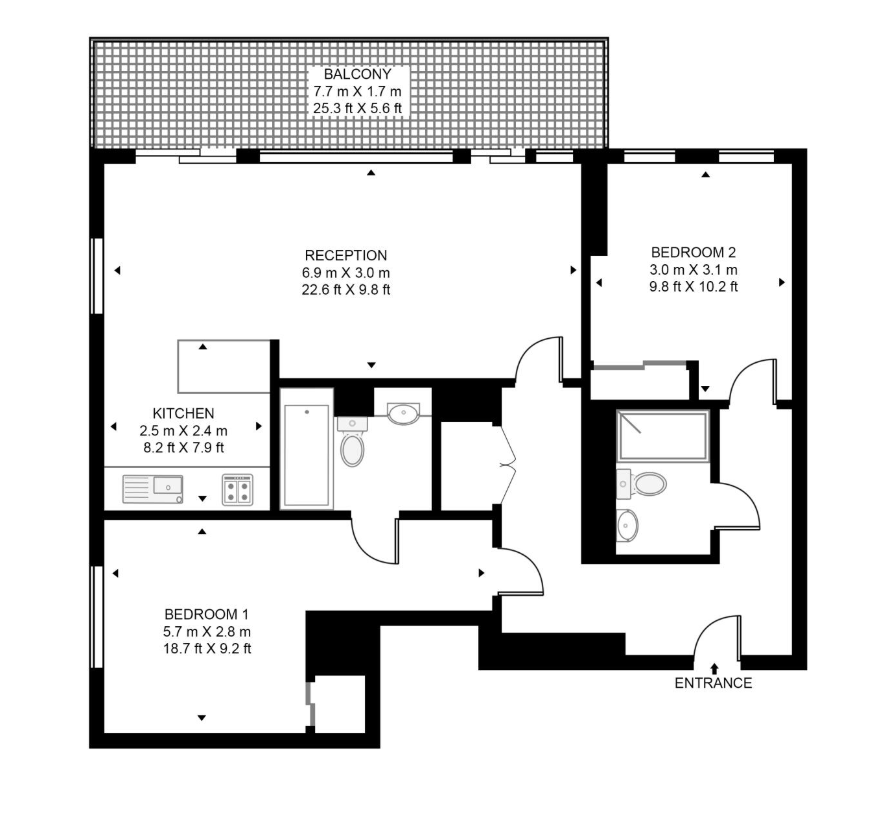 BALCONY
7.7 m X 1.7 m
25.3 ft X 5.6 ft
RECEPTION
6.9 m X 3.0 m
22.6 ft X 9.8 ft
BEDROOM 2
3.0 m X 3.1 m
9.8 ft X 10.2 ft
KITCHEN
2.5 m X 2.4 m
8.2 ft X 7.9 ft
BEDROOM 1
5.7 m X 2.8 m
18.7 ft X 9.2 ft
ENTRANCE